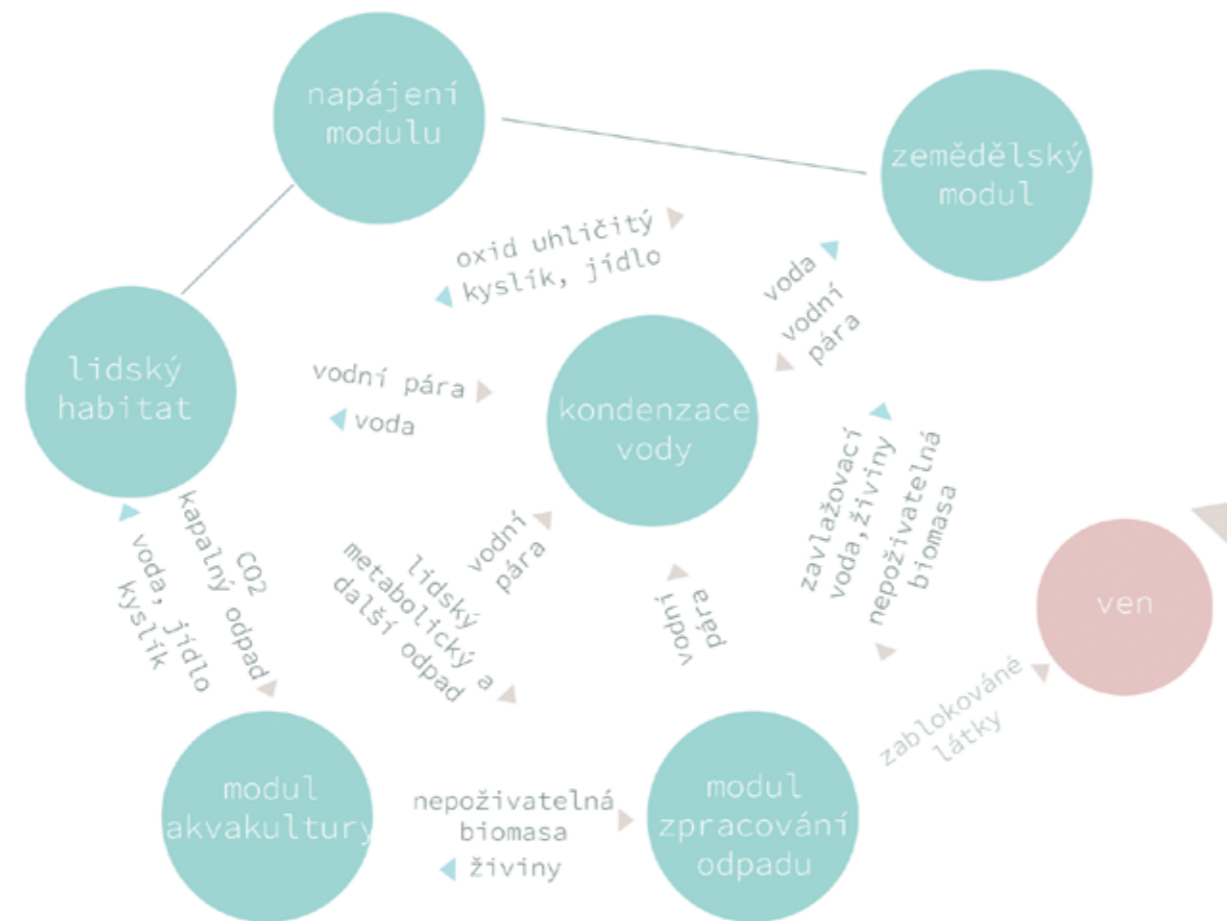 napájení
modulu
zemědělský
modul
oxid uhličitý
kyslík, jídlo
voda
vodní
pára
lidský
habitat
vodní pára
voda
kondenzace
vody
zavlažovací
voda,živiny
nepoživatelná
biomasa
CO2
kapalný odpad
voda, jídlo
kyslík
lidský
metabolický a
další odpad
vodní
pára
vodní
pára
ven
zablokované
látky
modul
akvakultury
nepoživatelná
biomasa
živiny
modul
zpracování
odpadu